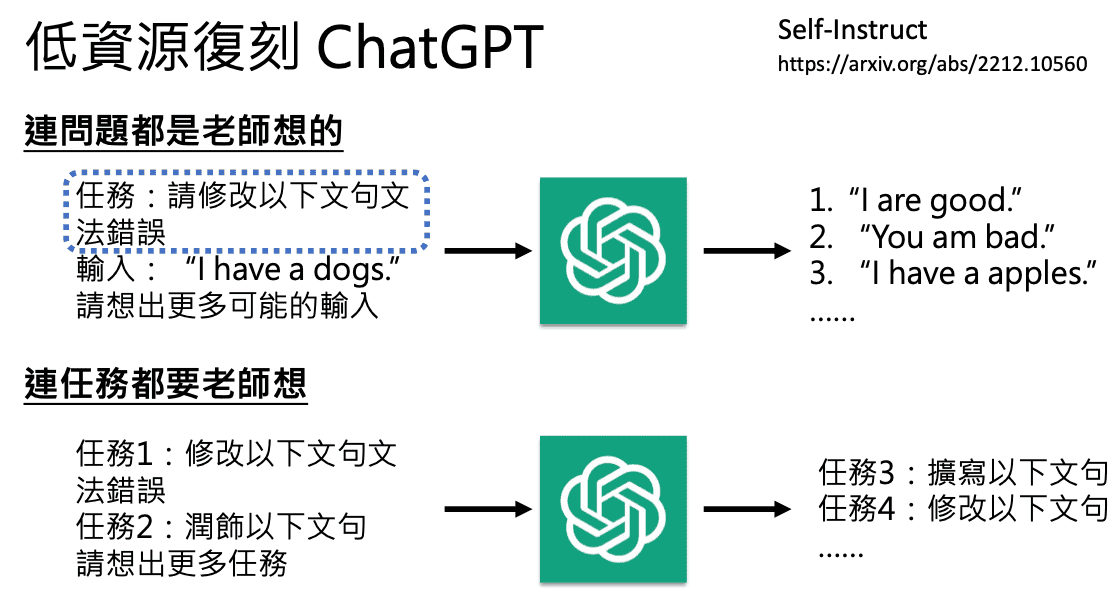 低資源復刻 ChatGPT
Self-Instruct
https://arxiv.org/abs/2212.10560
連問題都是老師想的
任務：請修改以下文句文
法錯誤
輸入： “I have a dogs.”
請想出更多可能的輸入
1. “I are good.”
2. “You am bad.”
3. “I have a apples.”
……
連任務都要老師想
任務1：修改以下文句文
法錯誤
任務2：潤飾以下文句
請想出更多任務
任務3：擴寫以下文句
任務4：修改以下文句
……